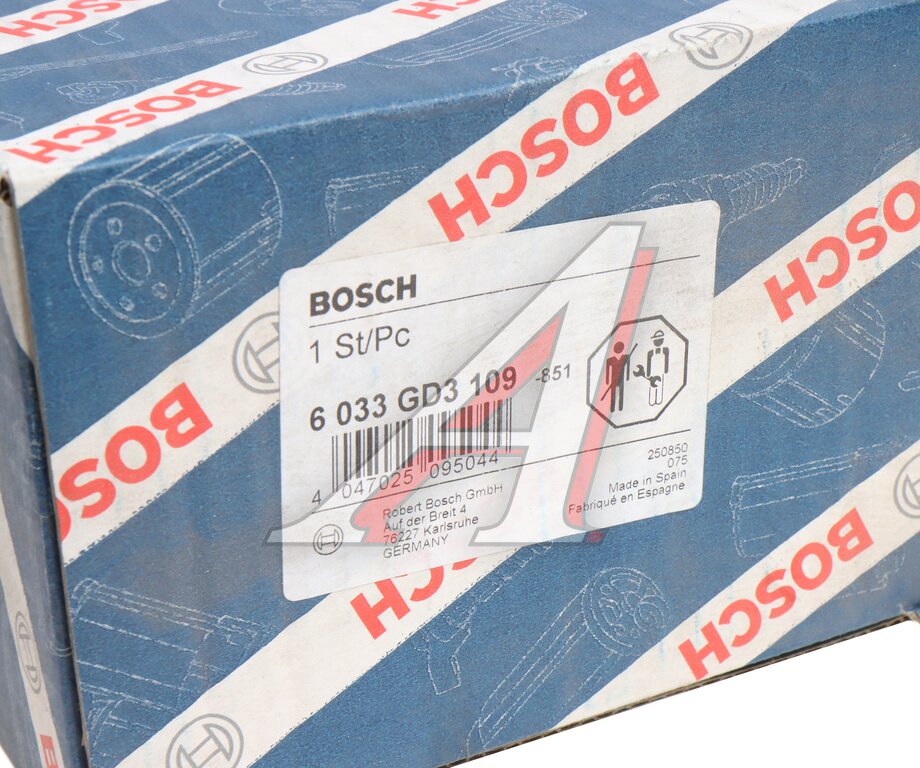 BOSCH
BOSCH
BOSCH
BOSCH
BOSCH
BOSCH
BOSCH
BOSCH
1 St/Pc
6 033 GD3 109 -851
4 047025 095044
250850
075
Made in Spain
Fabriqué en Espagne
Robert Bosch GmbH
Auf der Breit 4
76227 Karlsruhe
GERMANY